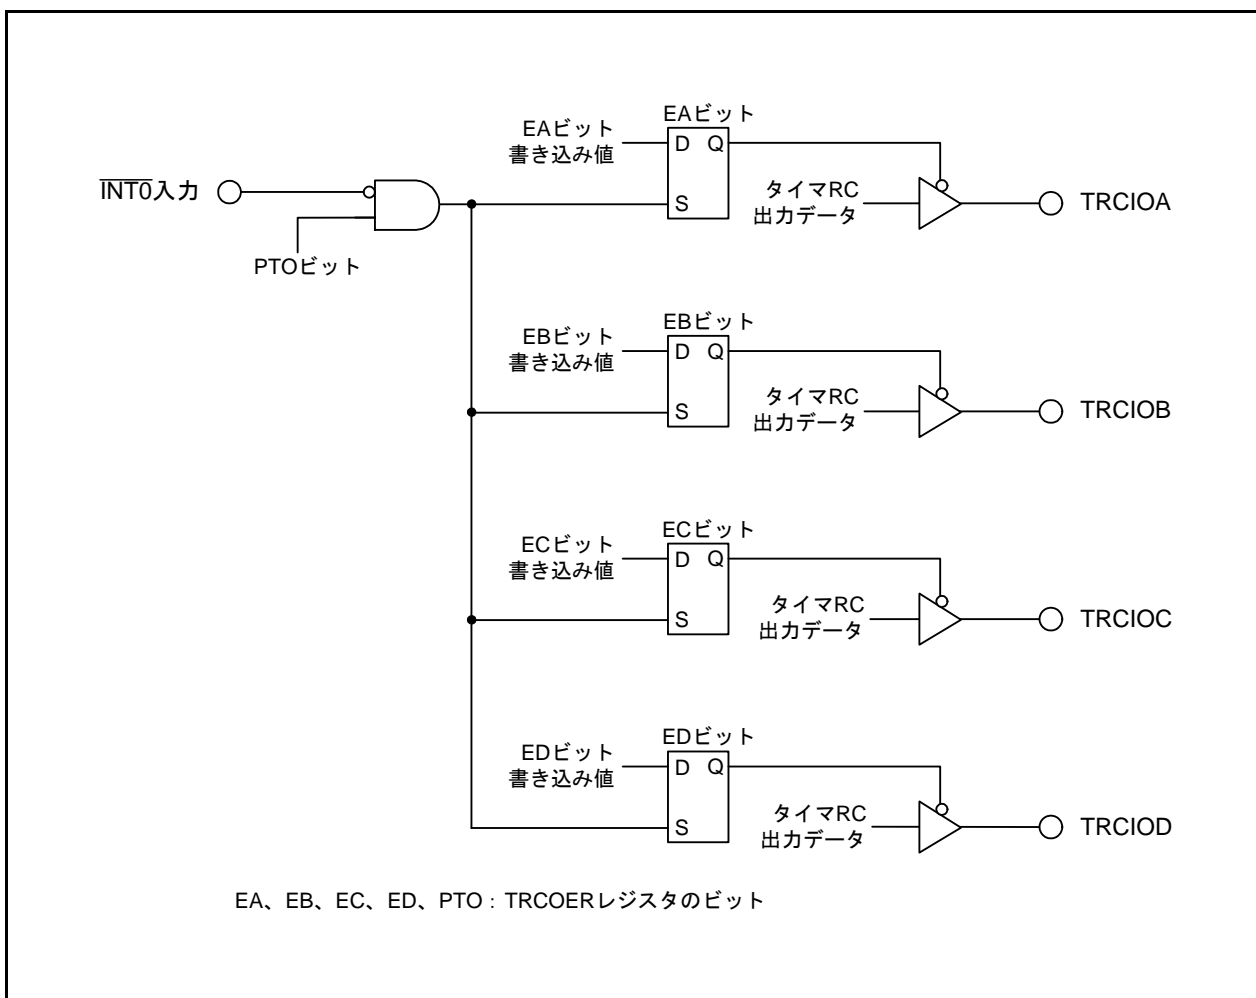 EAビット
EAビット
書き込み値
D Q
S
INT0入力
PTOビット
タイマRC
出力データ
TRCIOA
EBビット
EBビット
書き込み値
D Q
S
タイマRC
出力データ
TRCIOB
ECビット
ECビット
書き込み値
D Q
S
タイマRC
出力データ
TRCIOC
EDビット
EDビット
書き込み値
D Q
S
タイマRC
出力データ
TRCIOD
EA、EB、EC、ED、PTO：TRCOERレジスタのビット